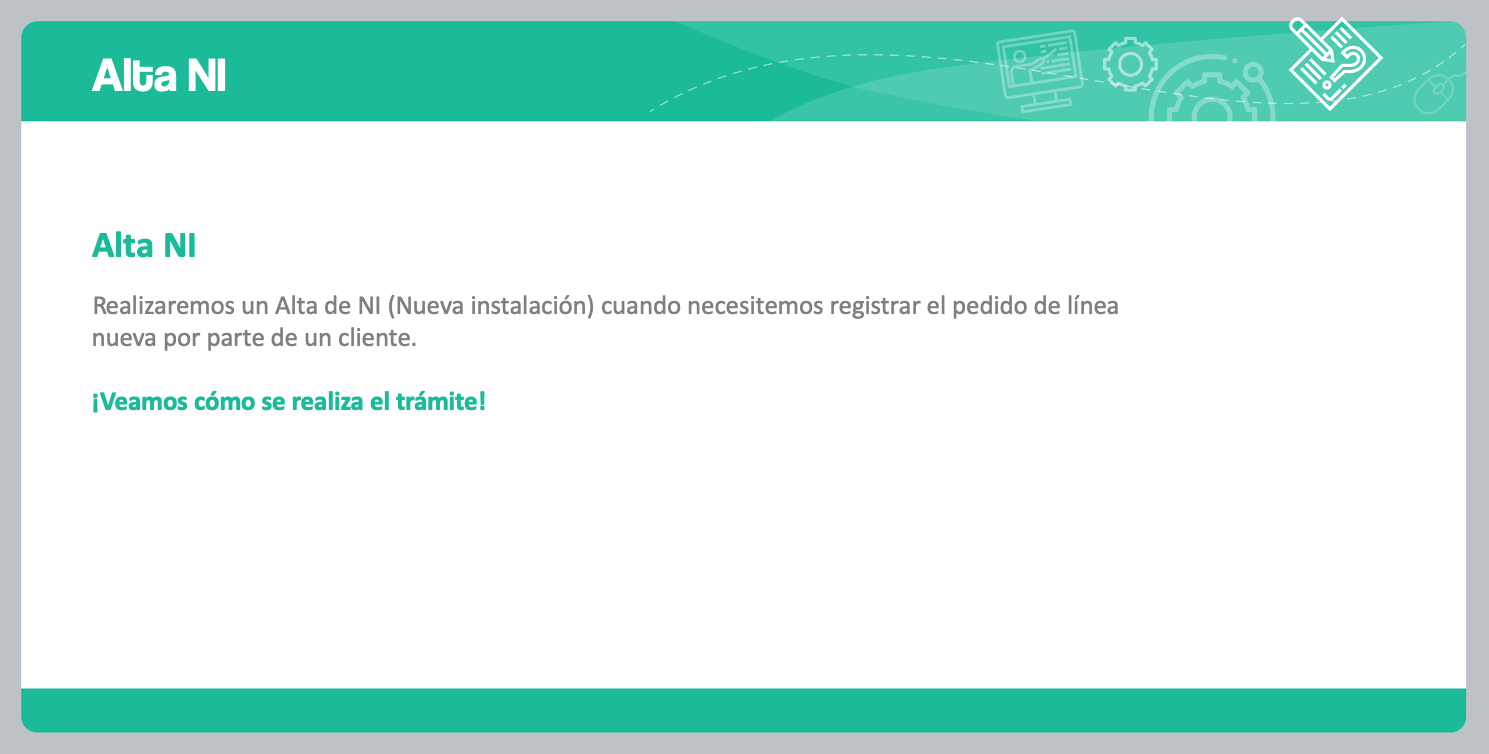 Alta NI
Alta NI
Realizaremos un Alta de NI (Nueva instalación) cuando necesitemos registrar el pedido de línea
nueva por parte de un cliente.
¡Veamos cómo se realiza el trámite!